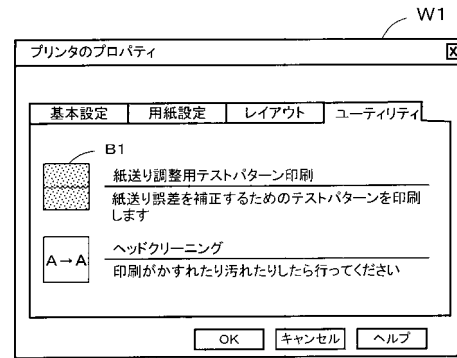 W1
プリンタのプロパティ
X
基本設定
用紙設定
レイアウト
ユーティリティ
B1
紙送り調整用テストパターン印刷
紙送り誤差を補正するためのテストパターンを印刷
します
A→A
ヘッドクリーニング
印刷がかすれたり汚れたりしたら行ってください
OK
キャンセル
ヘルプ